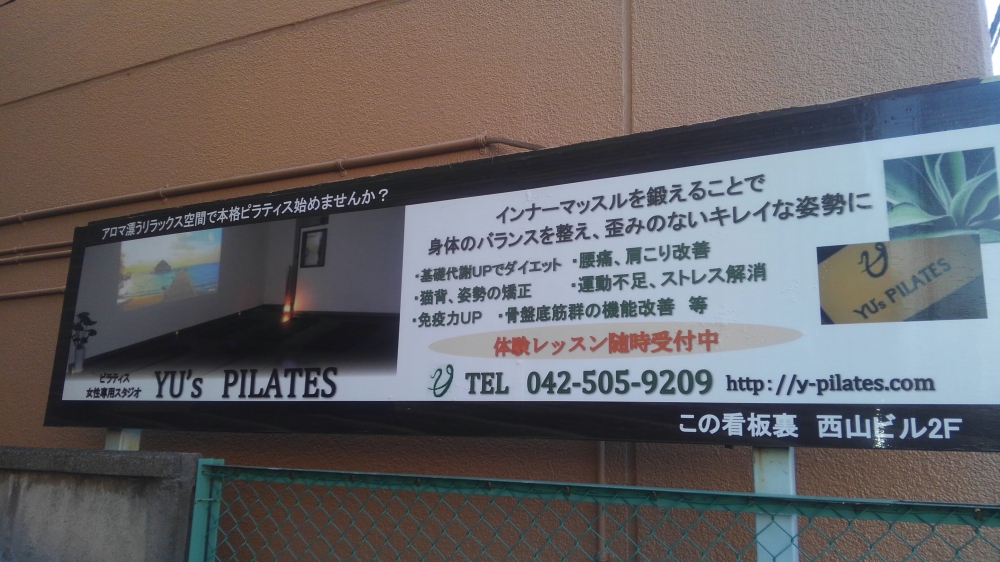 アロマ漂うリラックス空間で本格ピラティス始めませんか？
インナーマッスルを鍛えることで
身体のバランスを整え、歪みのないキレイな姿勢に
・基礎代謝UPでダイエット ・腰痛、肩こり改善
・猫背、姿勢の矯正 ・運動不足、ストレス解消
・免疫力UP ・骨盤底筋群の機能改善 等
体験レッスン随時受付中
YU's PILATES
ピラティス
女性専用スタジオ YU's PILATES
TEL 042-505-9209 http://y-pilates.com
この看板裏 西山ビル2F